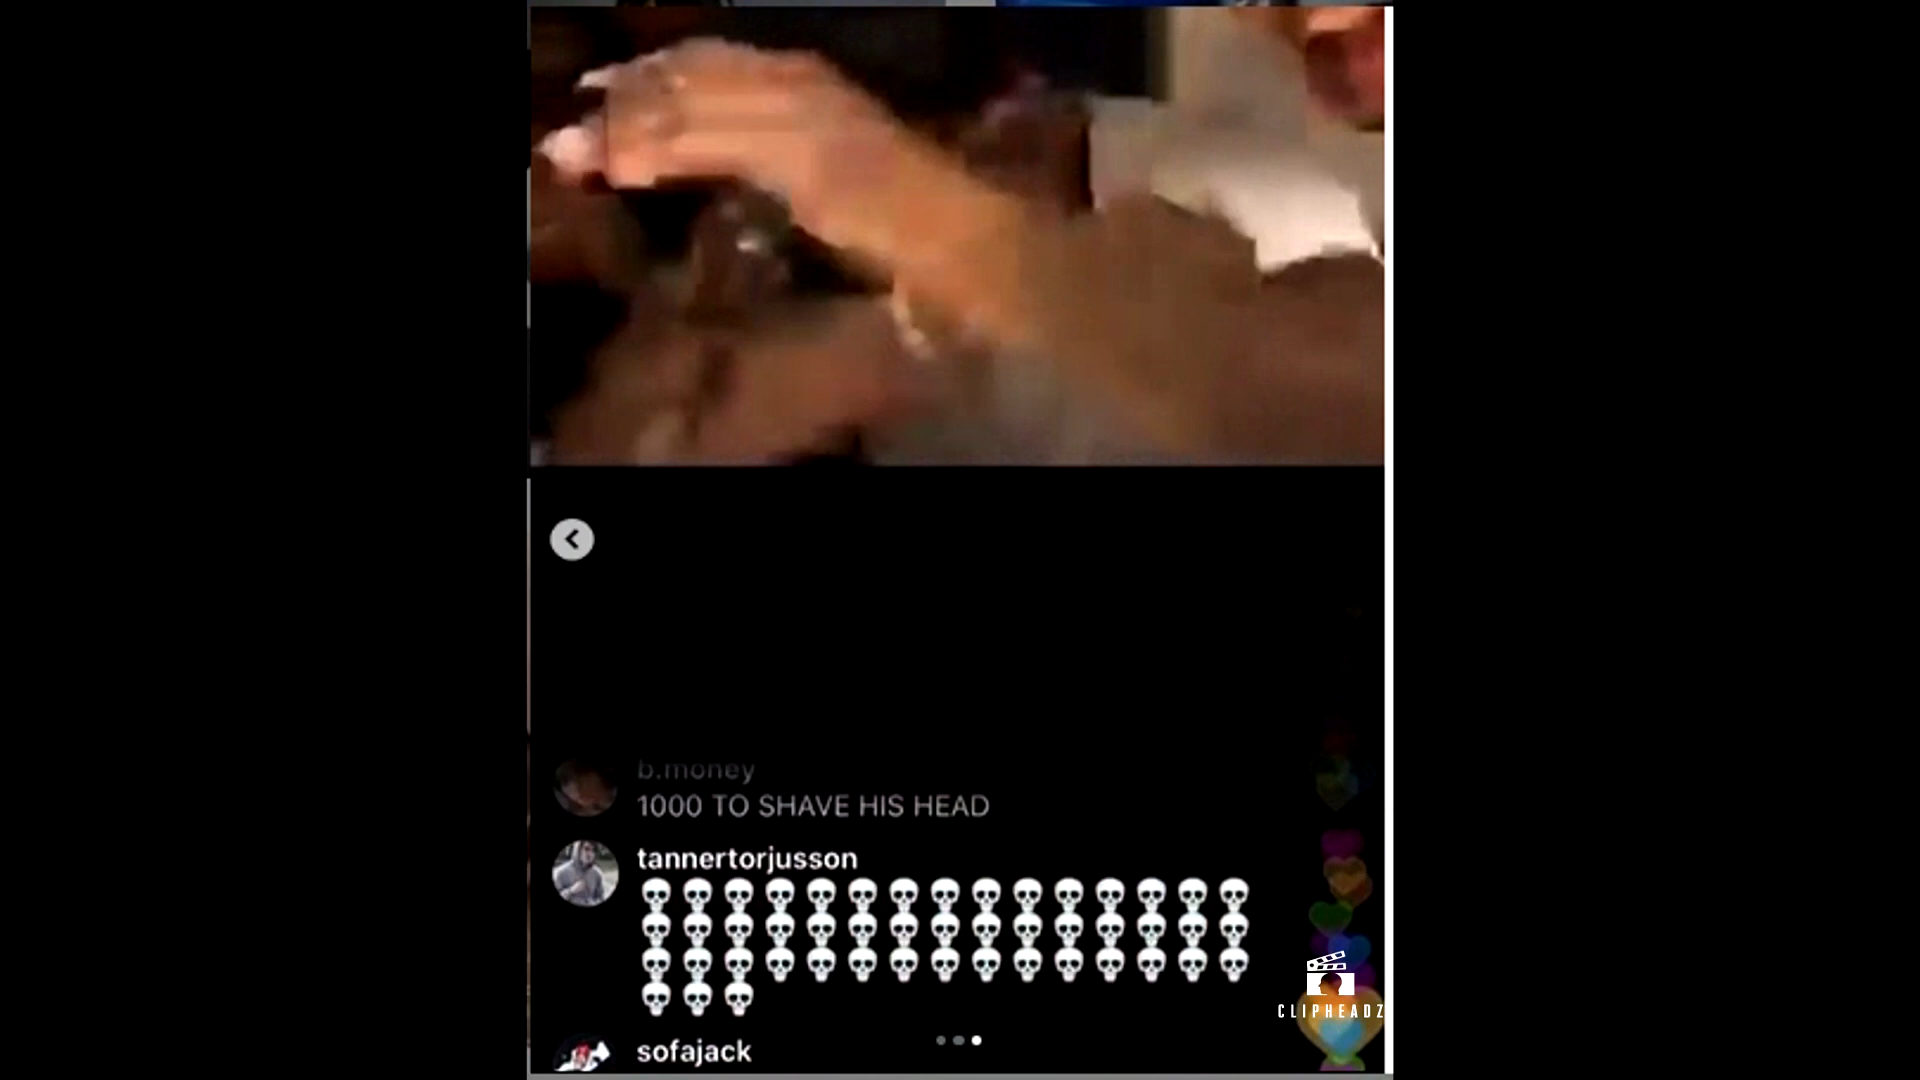 b.money
1000 TO SHAVE HIS HEAD
tannertorjusson
💀💀💀💀💀💀💀💀💀💀💀💀💀💀💀
💀💀💀💀💀💀💀💀💀💀💀💀💀💀💀
💀💀💀💀💀💀💀💀💀💀💀💀💀💀💀
💀💀💀
CLIPHEADZ
sofajack